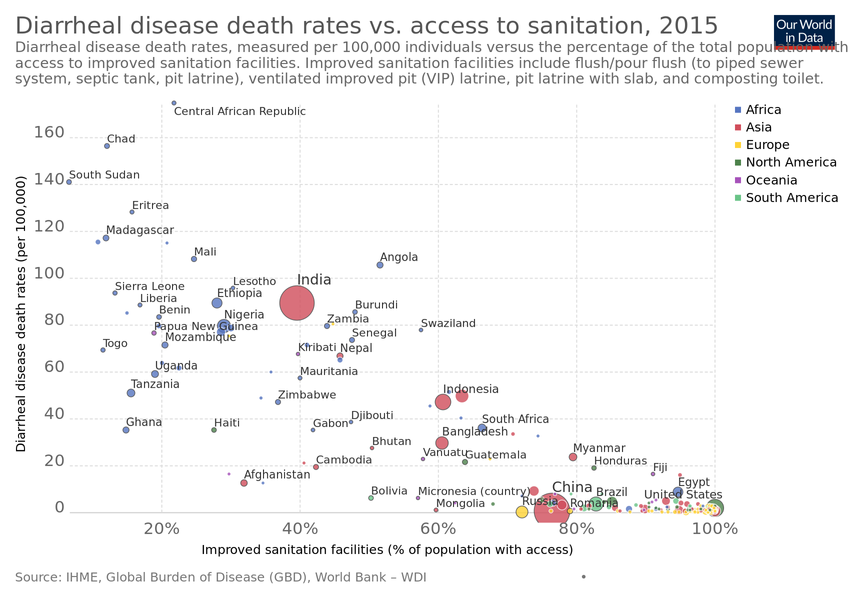 Diarrheal disease death rates vs. access to sanitation, 2015
Our World
in Data
Diarrheal disease death rates, measured per 100,000 individuals versus the percentage of the total population with
access to improved sanitation facilities. Improved sanitation facilities include flush/pour flush (to piped sewer
system, septic tank, pit latrine), ventilated improved pit (VIP) latrine, pit latrine with slab, and composting toilet.
Central African Republic
Africa
Asia
Europe
North America
Oceania
South America
160
Chad
140
South Sudan
Eritrea
120
Madagascar
Mali
Angola
100
Sierra Leone
Lesotho
India
Liberia
Ethiopia
Benin
Burundi
80
Nigeria
Zambia
Swaziland
Papua New Guinea
Mozambique
Senegal
Togo
Kiribati
Nepal
60
Uganda
Mauritania
Tanzania
Zimbabwe
Indonesia
40
Ghana
Haiti
Gabon
Djibouti
South Africa
Bangladesh
Bhutan
Vanuatu
Guatemala
Myanmar
20
Cambodia
Honduras
Fiji
Afghanistan
Bolivia
Micronesia (country)
China
Brazil
Egypt
United States
Mongolia
Russia
Romania
0
20%
40%
60%
80%
100%
Diarrheal disease death rates (per 100,000)
Improved sanitation facilities (% of population with access)
Source: IHME, Global Burden of Disease (GBD), World Bank – WDI